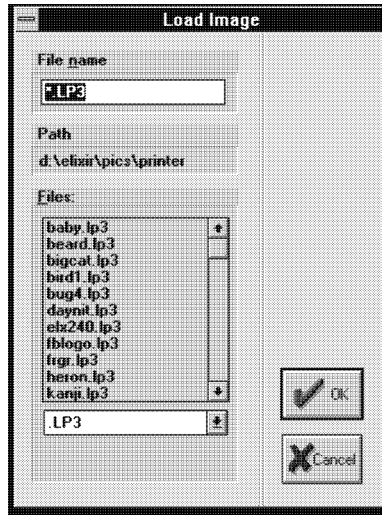 Load Image
File name
*.LP3
Path
d:\elixir\pics\printer
Files:
baby.lp3
beard.lp3
bigcat.lp3
bird1.lp3
bug4.lp3
daynit.lp3
elx240.lp3
fblogo.lp3
frgr.lp3
heron.lp3
kanji.lp3
.LP3
OK
Cancel